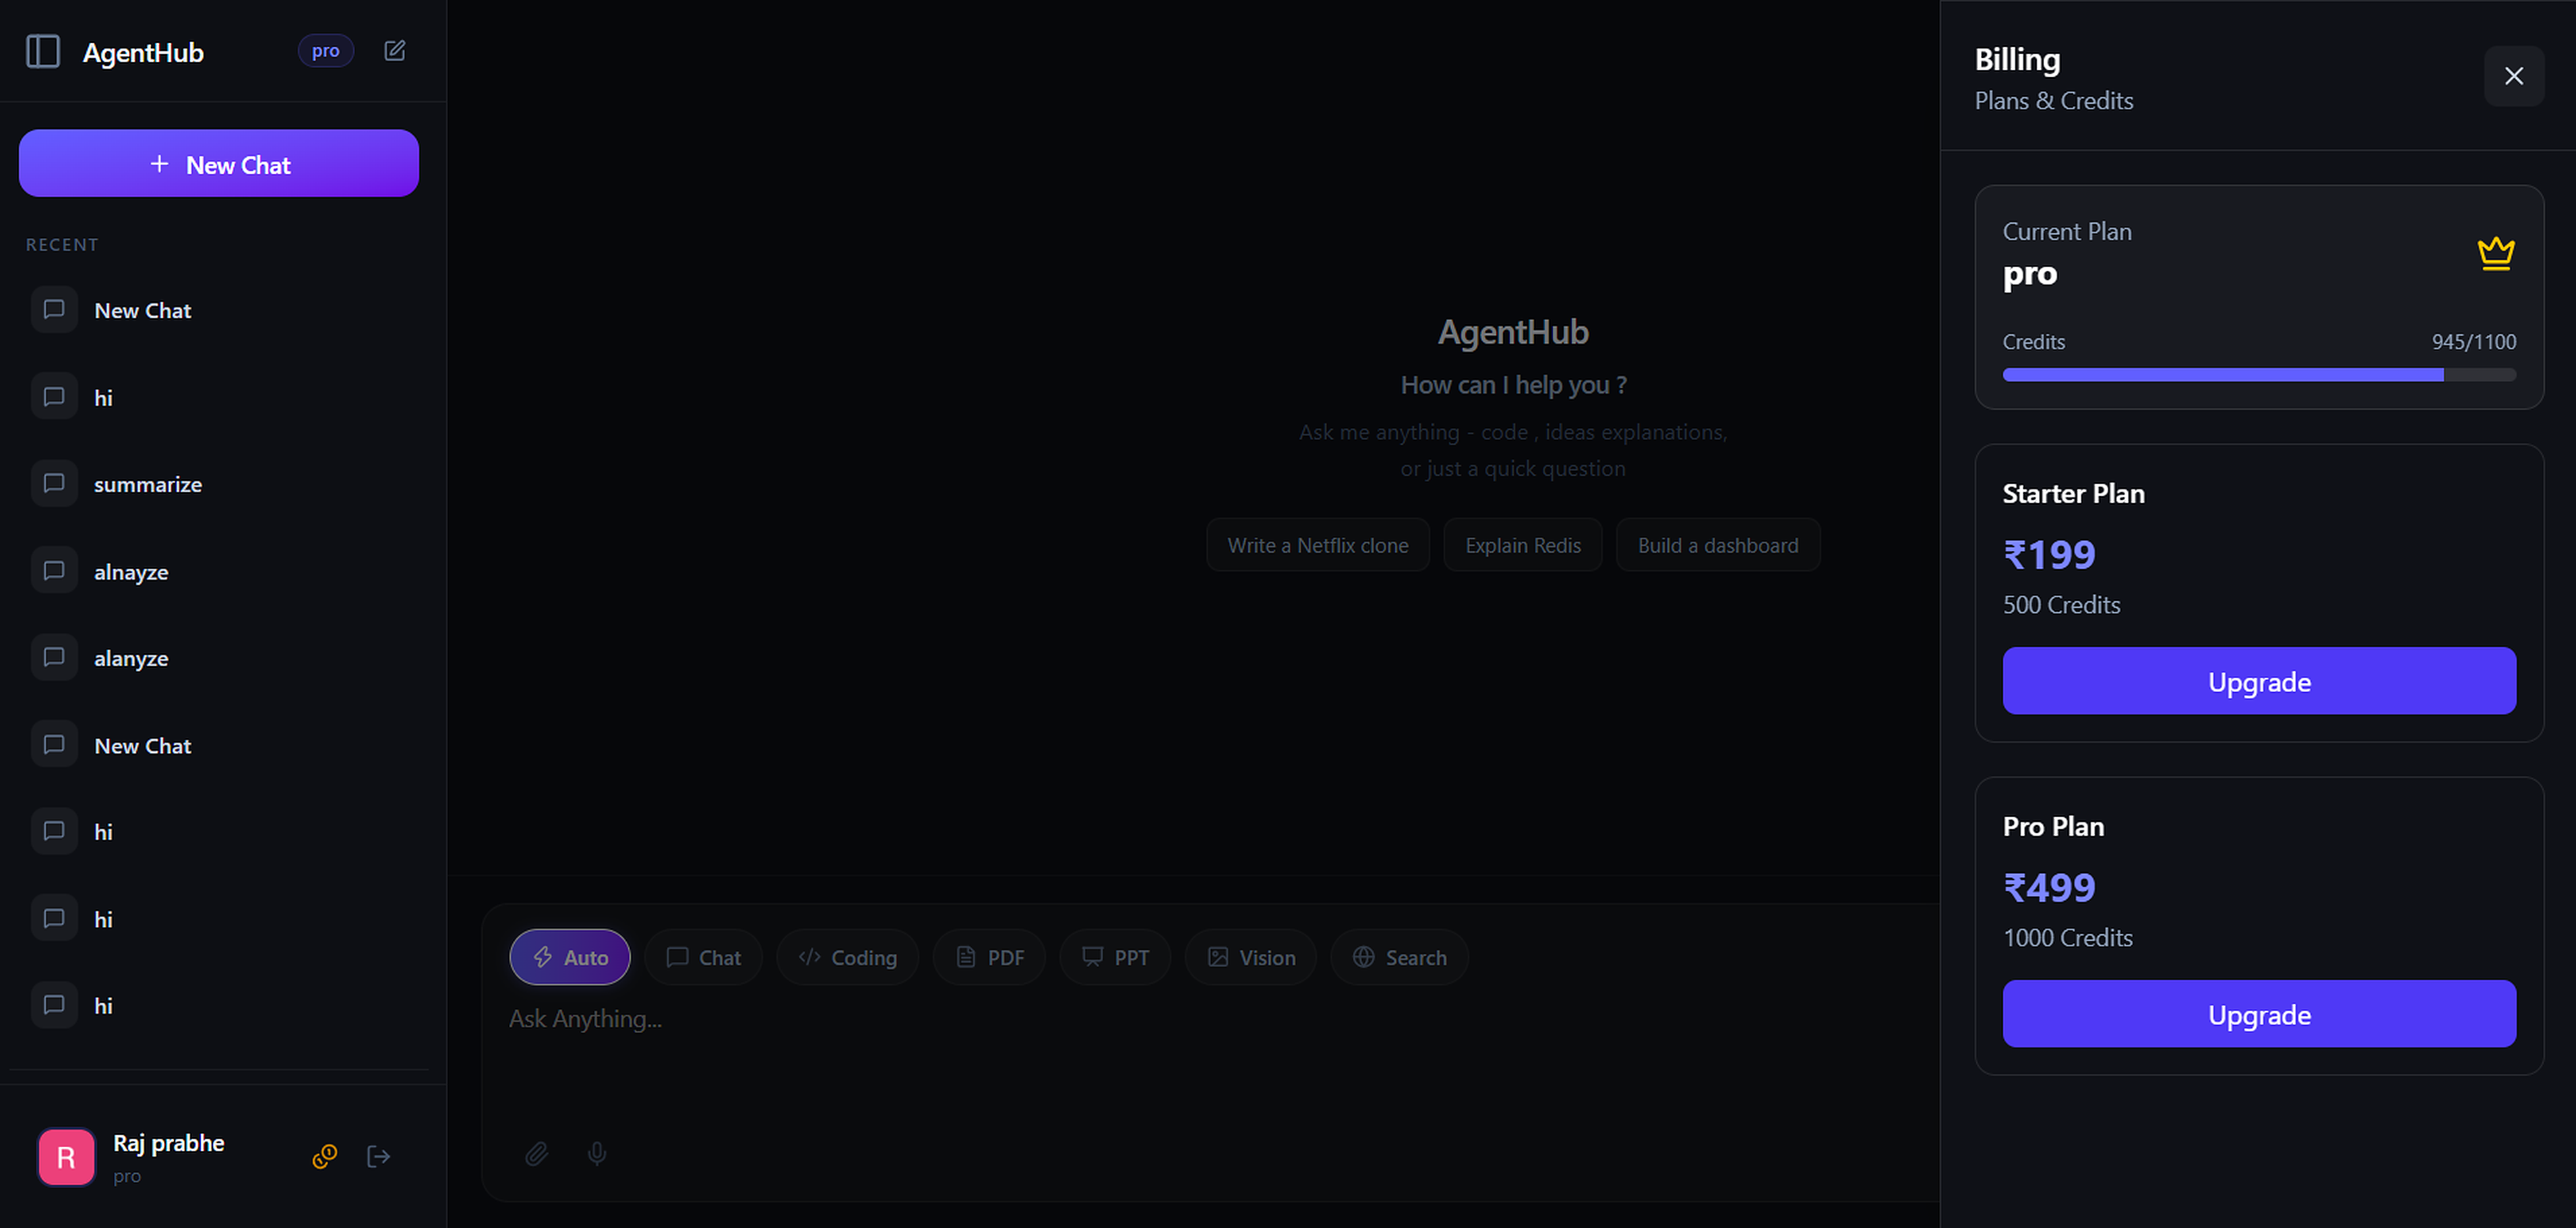 AgentHub
pro
New Chat
RECENT
New Chat
hi
summarize
alnayze
alanyze
New Chat
hi
hi
hi
R
Raj prabhe
pro
AgentHub
How can I help you ?
Ask me anything - code , ideas explanations,
or just a quick question
Write a Netflix clone
Explain Redis
Build a dashboard
Auto
Chat
Coding
PDF
PPT
Vision
Search
Ask Anything...
Billing
Plans & Credits
Current Plan
pro
Credits 945/1100
Starter Plan
₹199
500 Credits
Upgrade
Pro Plan
₹499
1000 Credits
Upgrade